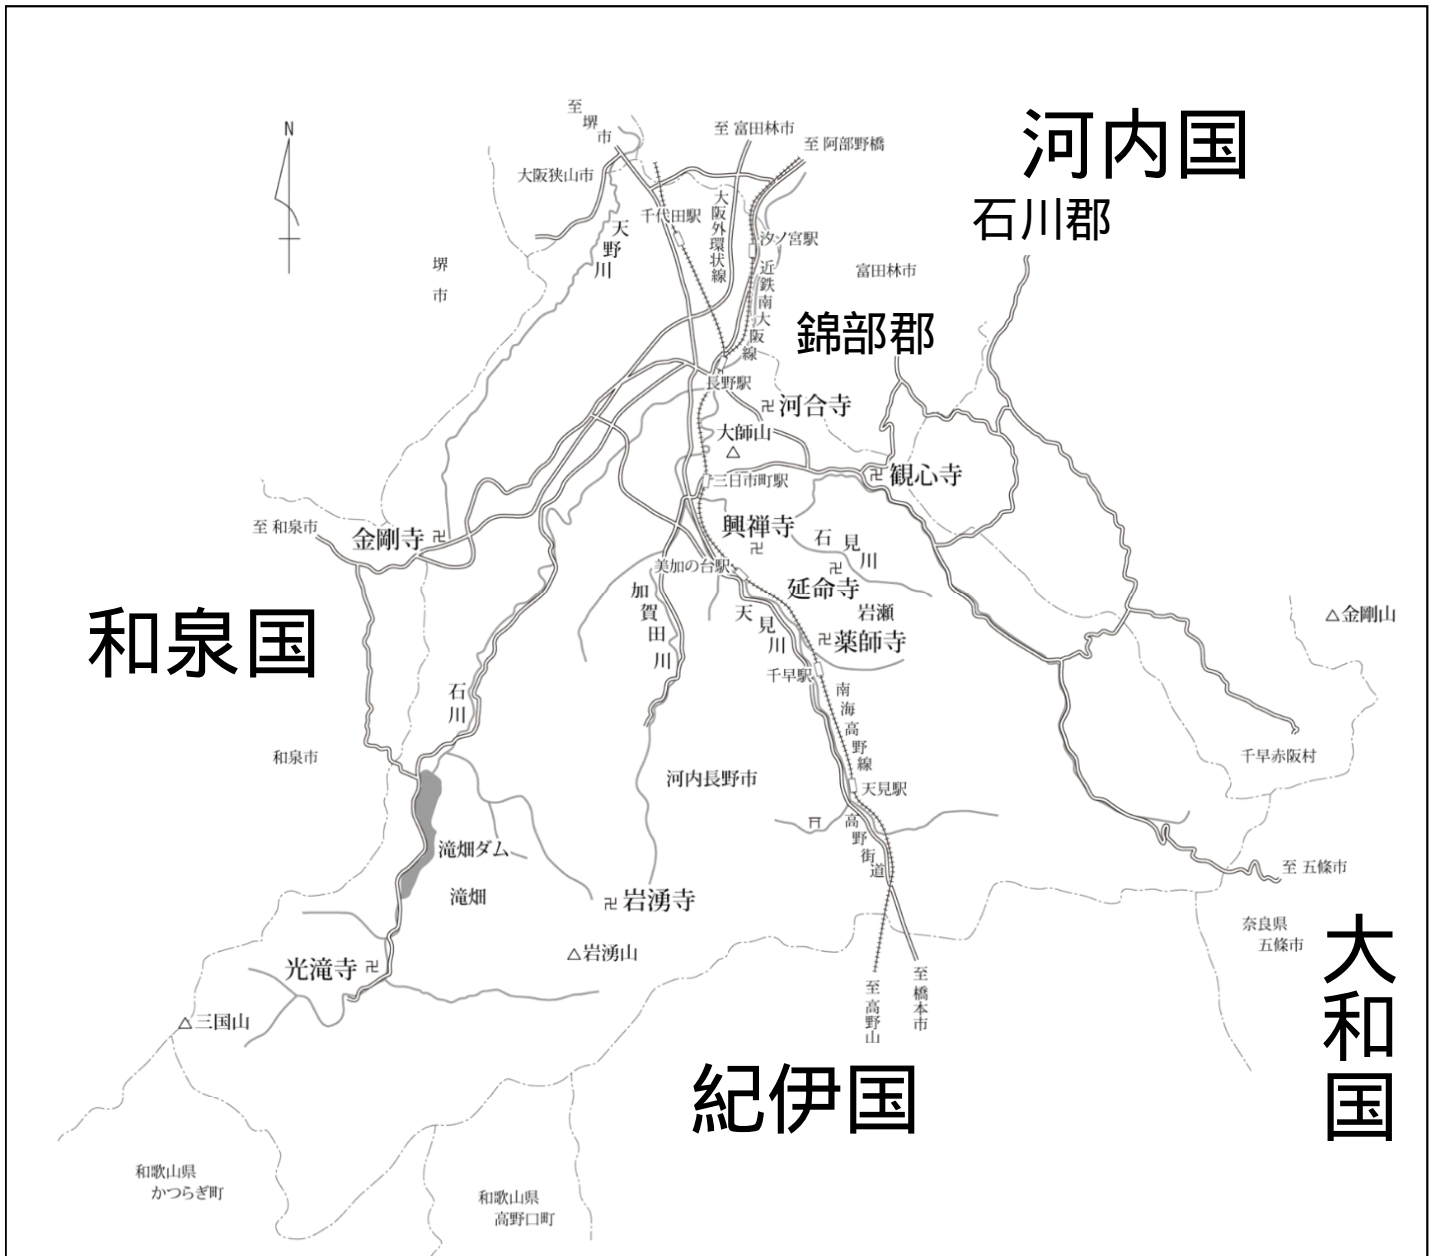 至堺市
N
至 富田林市
至 阿部野橋
河内国
石川郡
大阪狭山市
千代田駅
大阪外環状線
天野川
汐ノ宮駅
近鉄南大阪線
富田林市
堺市
錦部郡
長野駅
卍 河合寺
大師山
△
三日市町駅
卍 観心寺
至 和泉市
金剛寺 卍
興禅寺
卍
石見川
卍
延命寺
美加の台駅
加賀田川
天見川
岩瀬
卍 薬師寺
△金剛山
和泉国
千早駅
石川
南海高野線
和泉市
河内長野市
千早赤阪村
天見駅
高野街道
滝畑ダム
滝畑
至 五條市
卍 岩湧寺
△岩湧山
奈良県
五條市
大和国
光滝寺 卍
△三国山
至 高野山
至 橋本市
紀伊国
和歌山県
かつらぎ町
和歌山県
高野口町